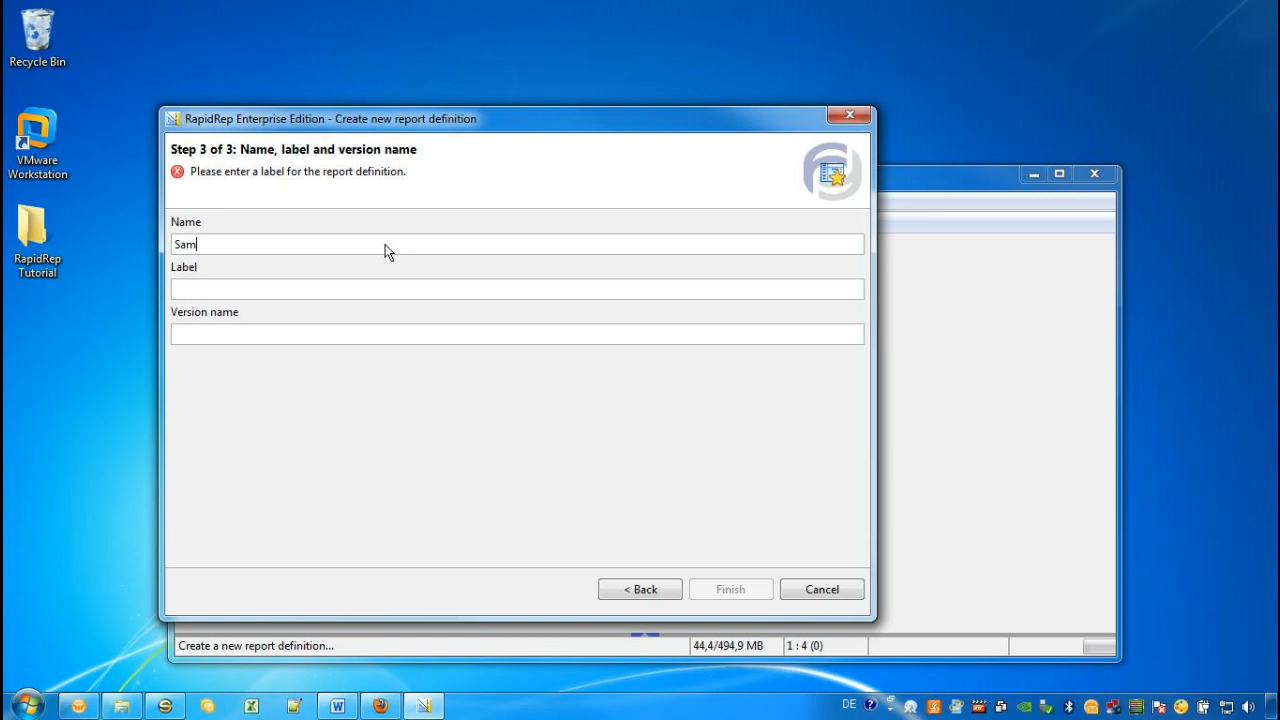 Recycle Bin
VMware
Workstation
RapidRep
Tutorial
RapidRep Enterprise Edition - Create new report definition
Step 3 of 3: Name, label and version name
Please enter a label for the report definition.
Name
Sam
Label
Version name
< Back
Finish
Cancel
Create a new report definition...
44,4/494,9 MB
1 : 4 (0)
DE